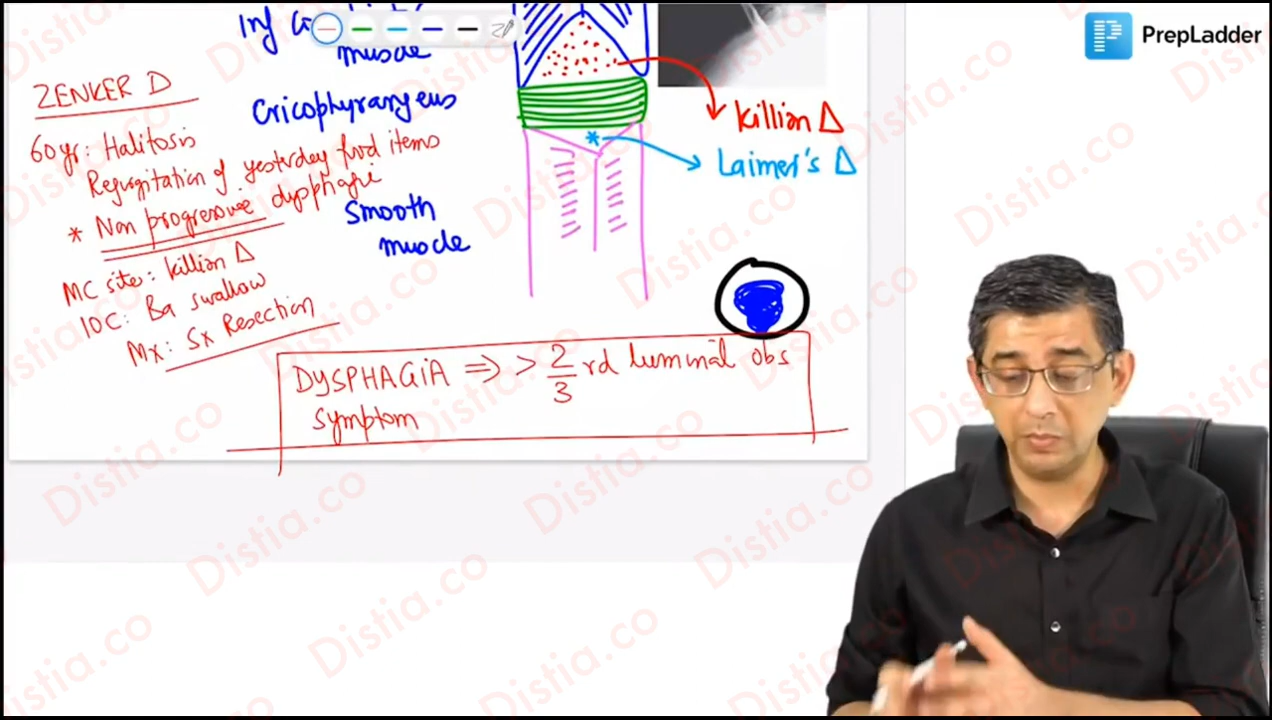 PrepLadder
Inf
muscle
ZENKER D
Cricophyrangeus
60yr: Halitosis
Regurgitation of yesterday food items
* Non progressive dysphagie
MC site: Killian Δ
IOC: Ba swallow
Mx: Sx Resection
Smooth
muscle
Killian Δ
*
Laimer's Δ
DYSPHAGIA ⇒ > 2/3 rd luminal obs
symptom
Distia.co